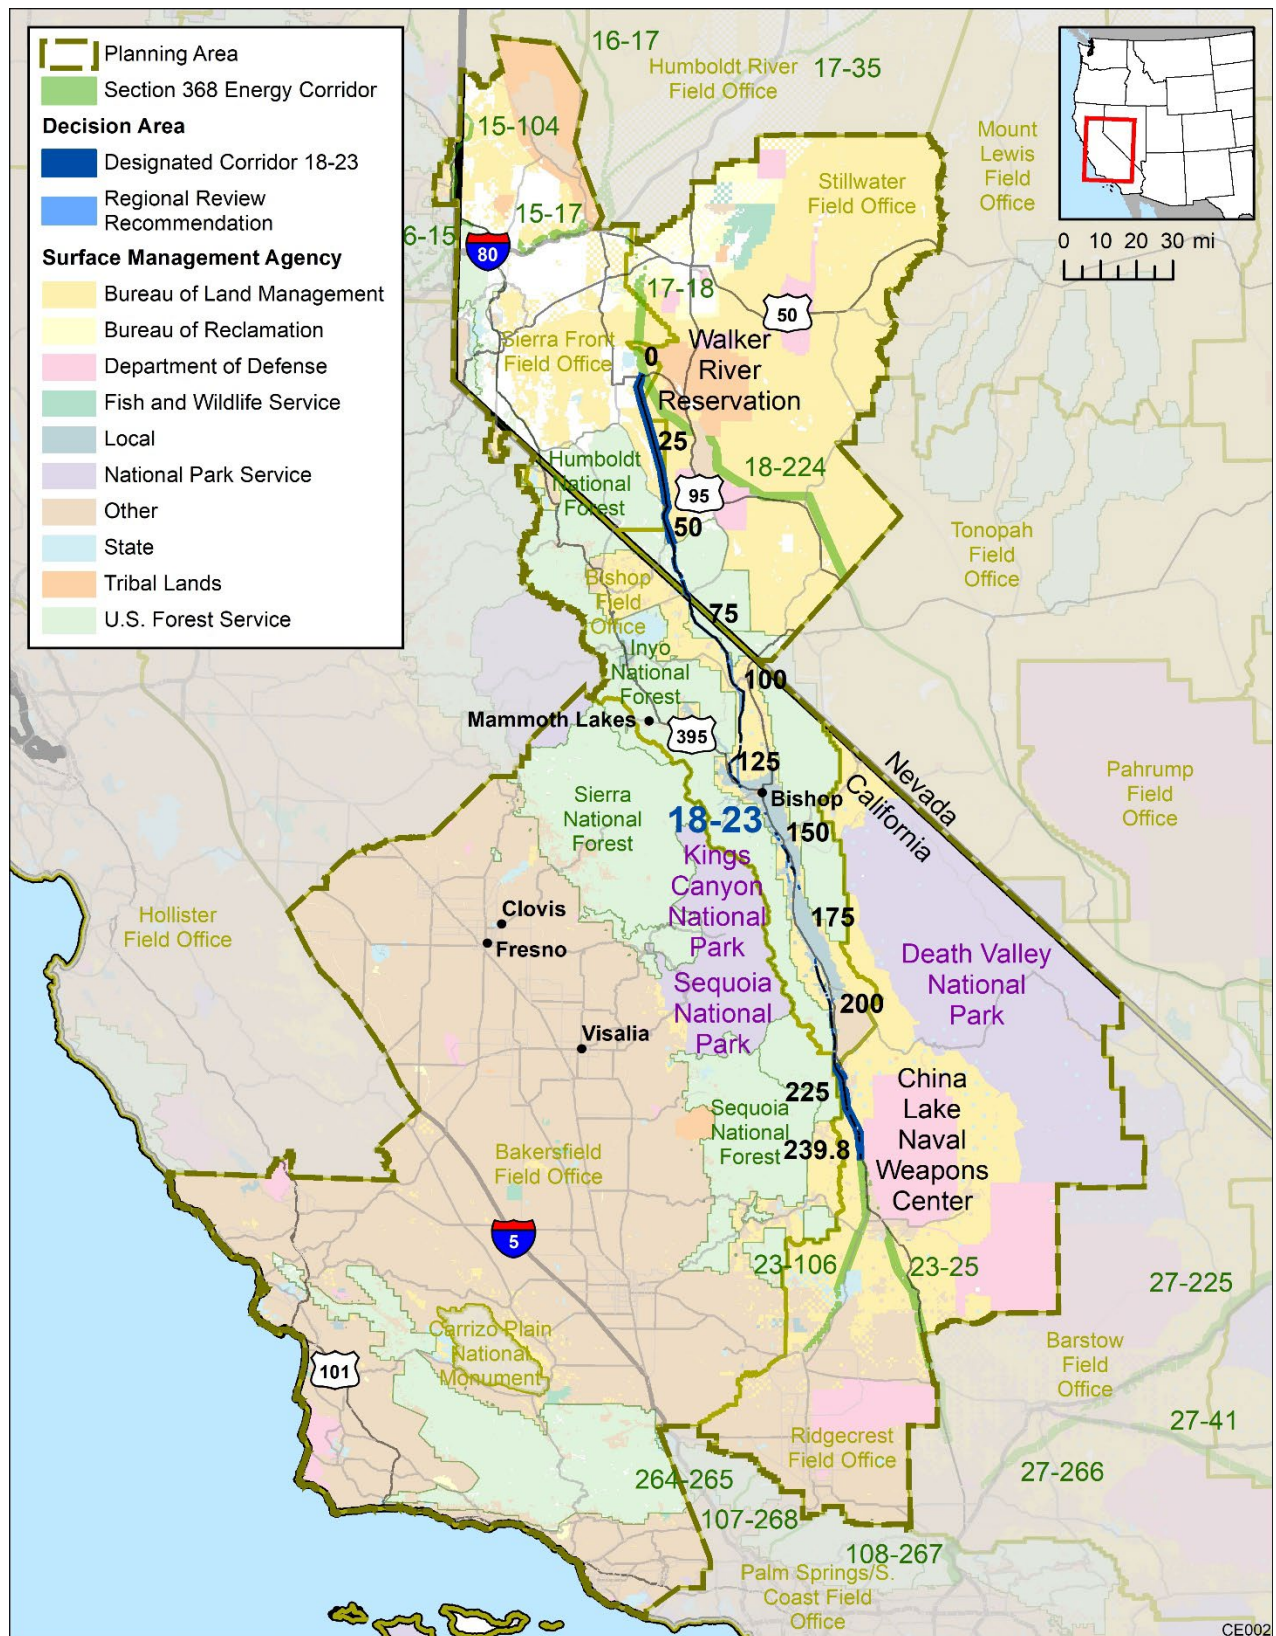 Planning Area
Section 368 Energy Corridor
Decision Area
Designated Corridor 18-23
Regional Review
Recommendation
Surface Management Agency
Bureau of Land Management
Bureau of Reclamation
Department of Defense
Fish and Wildlife Service
Local
National Park Service
Other
State
Tribal Lands
U.S. Forest Service
0 10 20 30 mi
16-17
Humboldt River
Field Office
17-35
15-104
Mount
Lewis
Field
Office
Stillwater
Field Office
15-17
6-15
80
17-18
50
Sierra Front
Field Office
0
Walker
River
Reservation
25
Humboldt
National
Forest
18-224
95
50
Tonopah
Field
Office
Bishop
Field
Office
75
Inyo
National
Forest
100
Mammoth Lakes
395
125
Nevada
California
Pahrump
Field
Office
Bishop
18-23
150
Sierra
National
Forest
Kings
Canyon
National
Park
Hollister
Field Office
Clovis
Fresno
175
Death Valley
National
Park
Sequoia
National
Park
200
Visalia
225
China
Lake
Naval
Weapons
Center
Sequoia
National
Forest
239.8
Bakersfield
Field Office
5
23-106
23-25
27-225
Carrizo Plain
National
Monument
101
Barstow
Field
Office
27-41
Ridgecrest
Field Office
27-266
264-265
107-268
108-267
Palm Springs/S.
Coast Field
Office
CE002